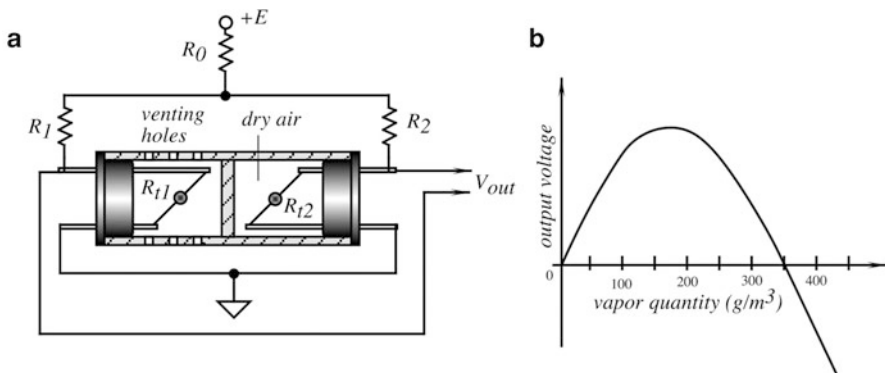 a
+E
R0
R1
venting
holes
dry air
R2
Rt1
Rt2
Vout
b
output voltage
0
100
200
300
400
vapor quantity (g/m³)